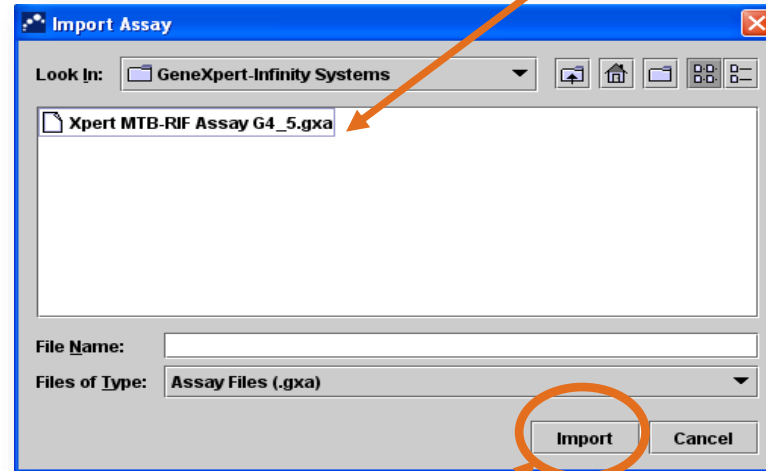 Import Assay
Look In: GeneXpert-Infinity Systems
Xpert MTB-RIF Assay G4_5.gxa
File Name:
Files of Type: Assay Files (.gxa)
Import Cancel